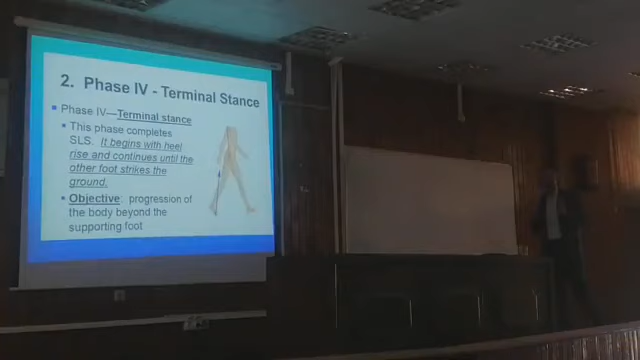 2. Phase IV - Terminal Stance
Phase IV—Terminal stance
This phase completes
SLS. It begins with heel
rise and continues until the
other foot strikes the
ground.
Objective: progression of
the body beyond the
supporting foot